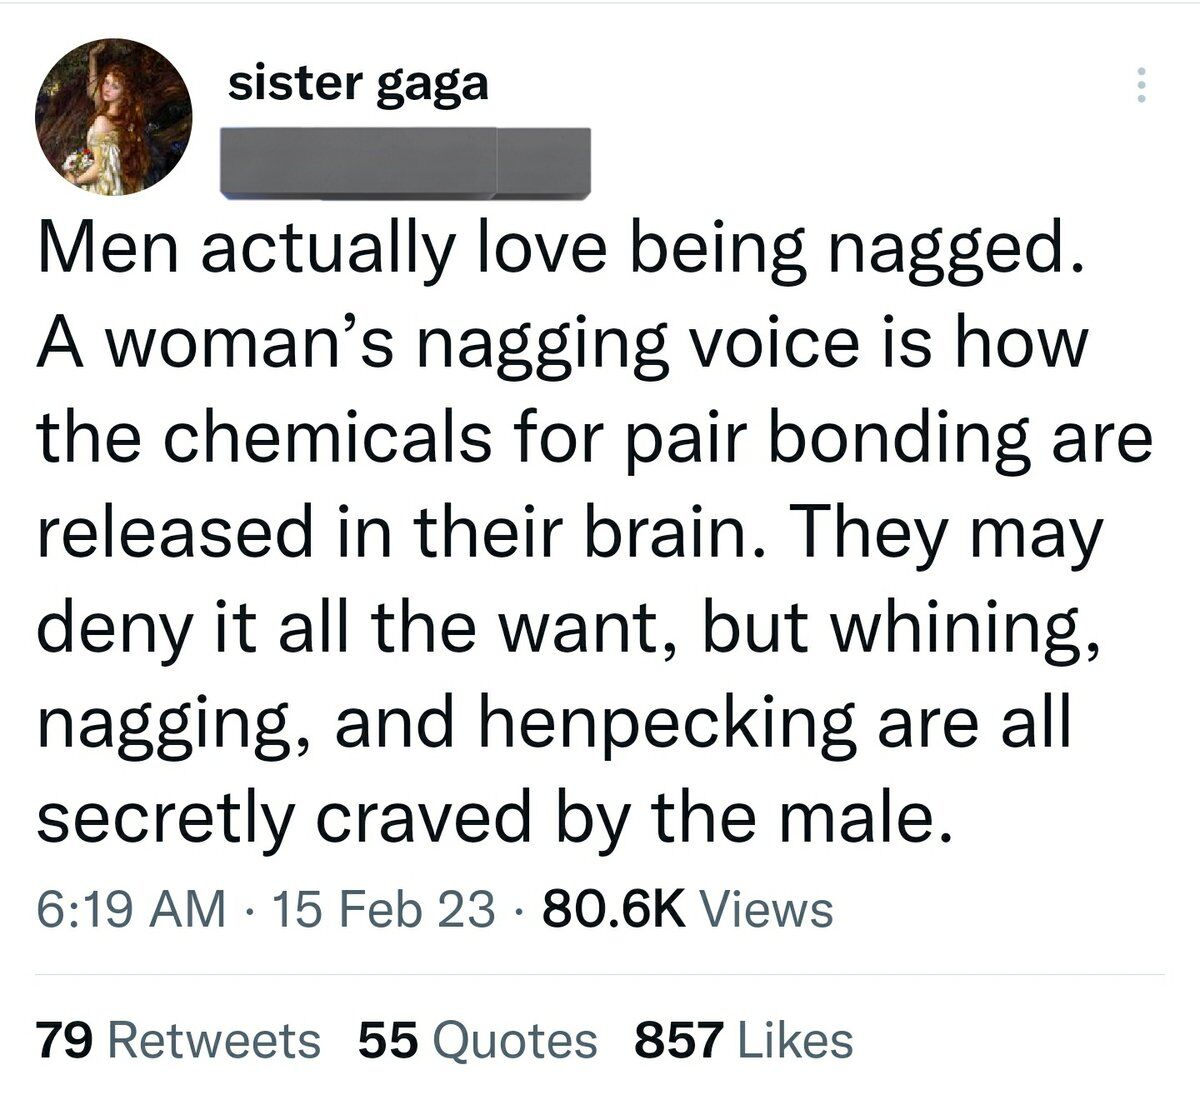 sister gaga
Men actually love being nagged.
A woman’s nagging voice is how
the chemicals for pair bonding are
released in their brain. They may
deny it all the want, but whining,
nagging, and henpecking are all
secretly craved by the male.
6:19 AM · 15 Feb 23 · 80.6K Views
79 Retweets 55 Quotes 857 Likes